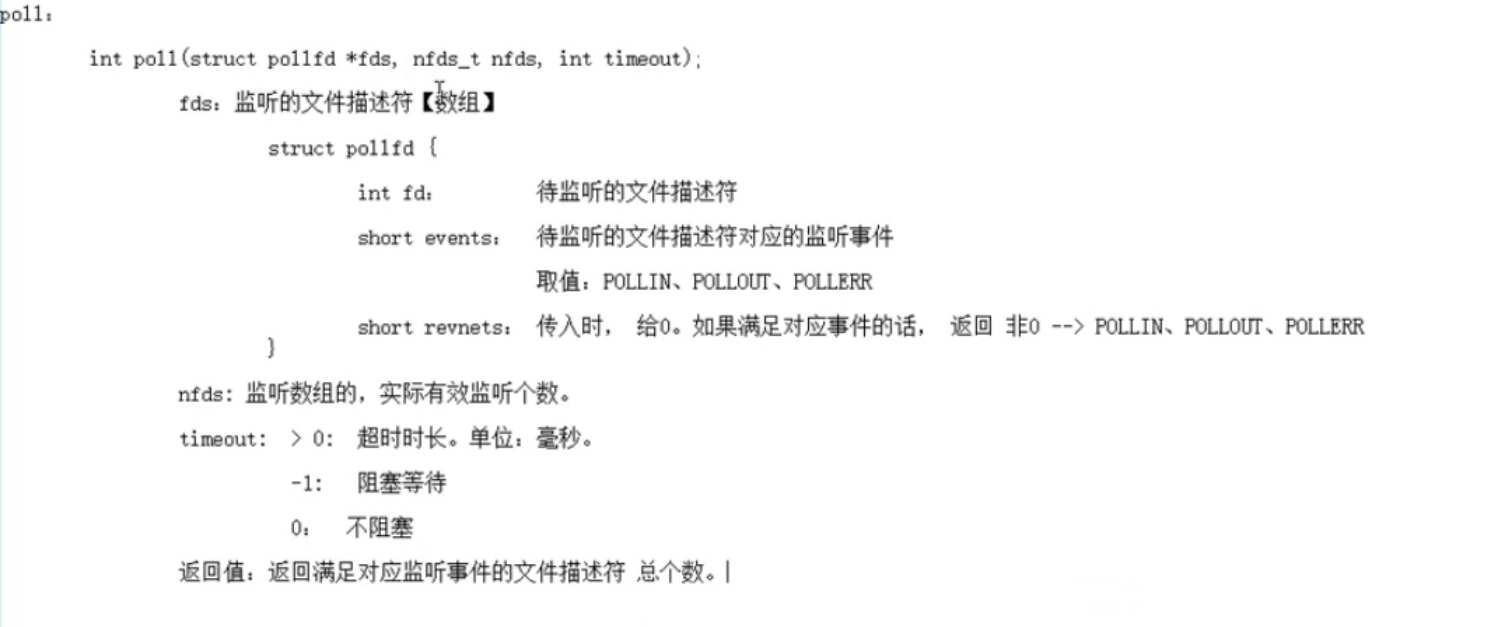 poll:
int poll(struct pollfd *fds, nfds_t nfds, int timeout);
fds: 监听的文件描述符【数组】
struct pollfd {
int fd: 待监听的文件描述符
short events: 待监听的文件描述符对应的监听事件
取值: POLLIN、POLLOUT、POLLERR
short revnets: 传入时, 给0。如果满足对应事件的话, 返回 非0 --> POLLIN、POLLOUT、POLLERR
}
nfds: 监听数组的,实际有效监听个数。
timeout: > 0: 超时时长。单位: 毫秒。
-1: 阻塞等待
0: 不阻塞
返回值: 返回满足对应监听事件的文件描述符 总个数。